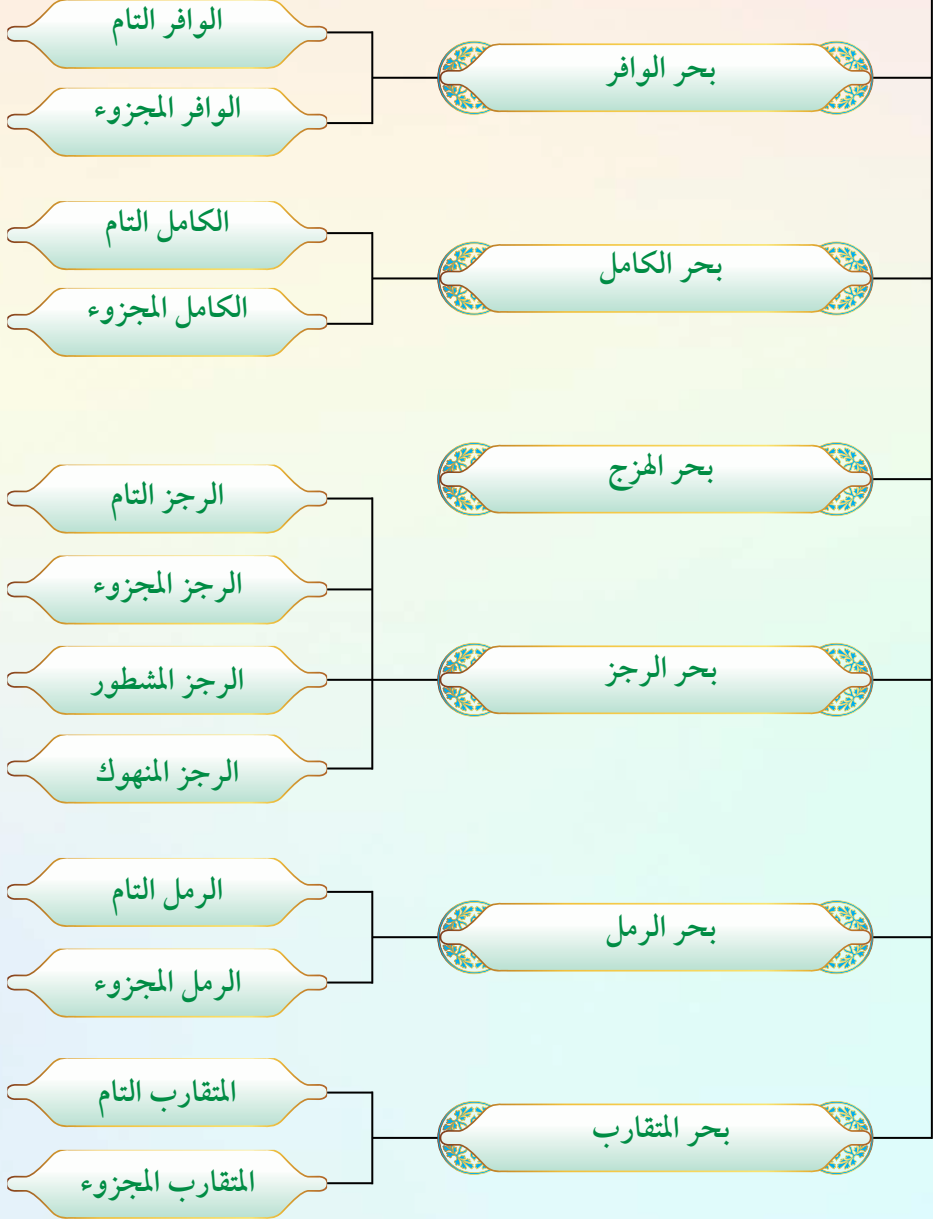 بحر الوافر
الوافر التام
الوافر المجزوء
بحر الكامل
الكامل التام
الكامل المجزوء
بحر الهزج
بحر الرجز
الرجز التام
الرجز المجزوء
الرجز المشطور
الرجز المنهوك
بحر الرمل
الرمل التام
الرمل المجزوء
بحر المتقارب
المتقارب التام
المتقارب المجزوء